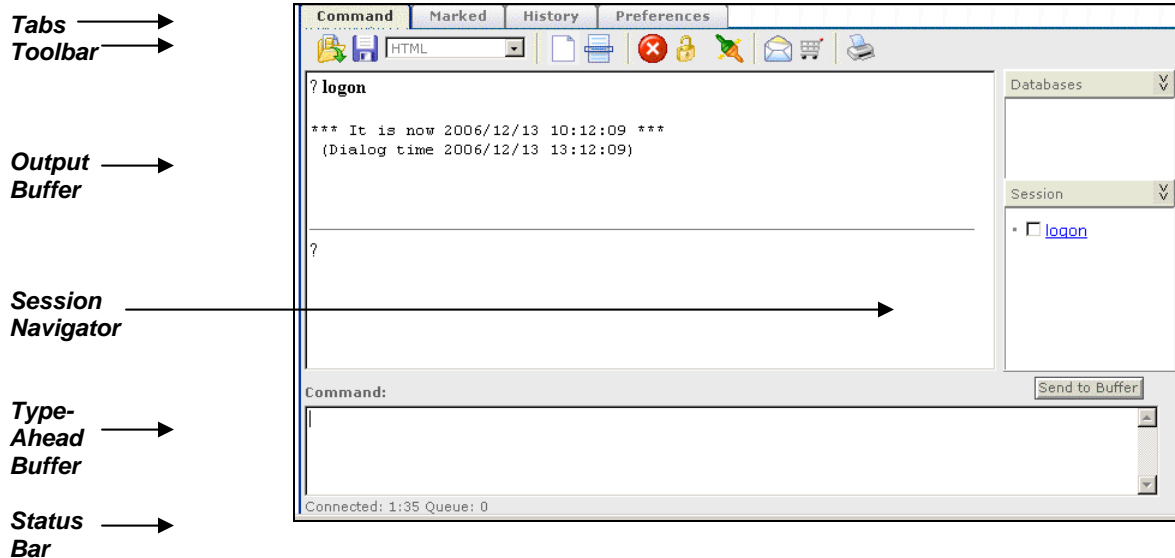 Tabs
Toolbar
Output
Buffer
Session
Navigator
Type-
Ahead
Buffer
Status
Bar
Command Marked History Preferences
HTML
? logon
*** It is now 2006/12/13 10:12:09 ***
(Dialog time 2006/12/13 13:12:09)
?
Databases
Session
logon
Command:
Send to Buffer
Connected: 1:35 Queue: 0